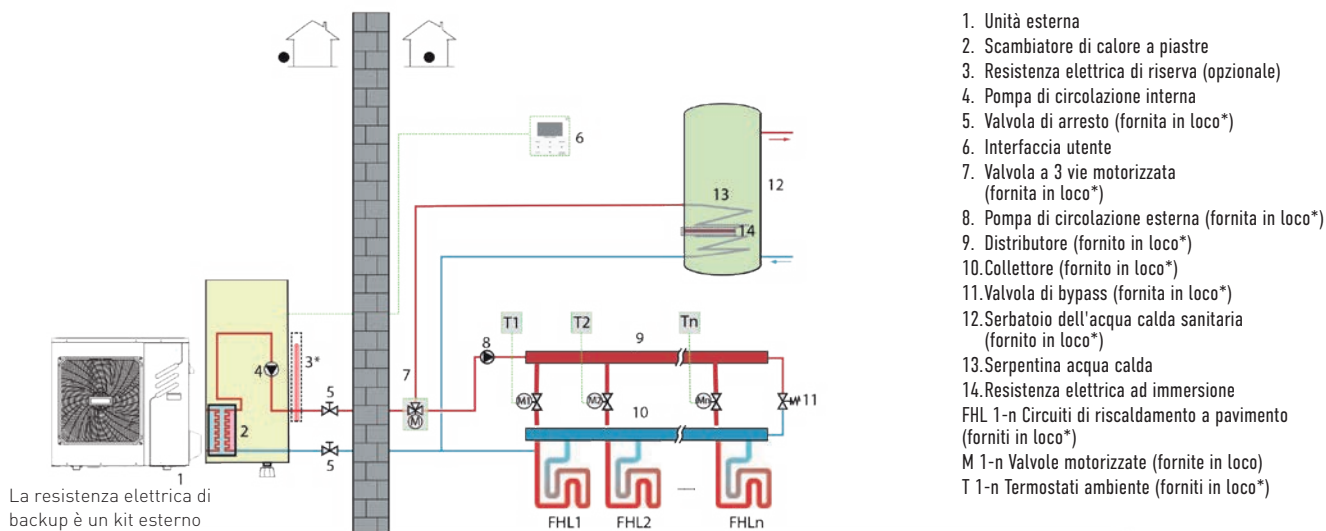 6
12
13
14
T1
T2
Tn
8
9
7
3*
4
5
M
M1
M2
Mn
11
10
2
5
1
La resistenza elettrica di
backup è un kit esterno
FHL1
FHL2
FHLn
1. Unità esterna
2. Scambiatore di calore a piastre
3. Resistenza elettrica di riserva (opzionale)
4. Pompa di circolazione interna
5. Valvola di arresto (fornita in loco*)
6. Interfaccia utente
7. Valvola a 3 vie motorizzata
(fornita in loco*)
8. Pompa di circolazione esterna (fornita in loco*)
9. Distributore (fornito in loco*)
10.Collettore (fornito in loco*)
11.Valvola di bypass (fornita in loco*)
12.Serbatoio dell'acqua calda sanitaria
(fornito in loco*)
13.Serpentina acqua calda
14.Resistenza elettrica ad immersione
FHL 1-n Circuiti di riscaldamento a pavimento
(forniti in loco*)
M 1-n Valvole motorizzate (fornite in loco)
T 1-n Termostati ambiente (forniti in loco*)